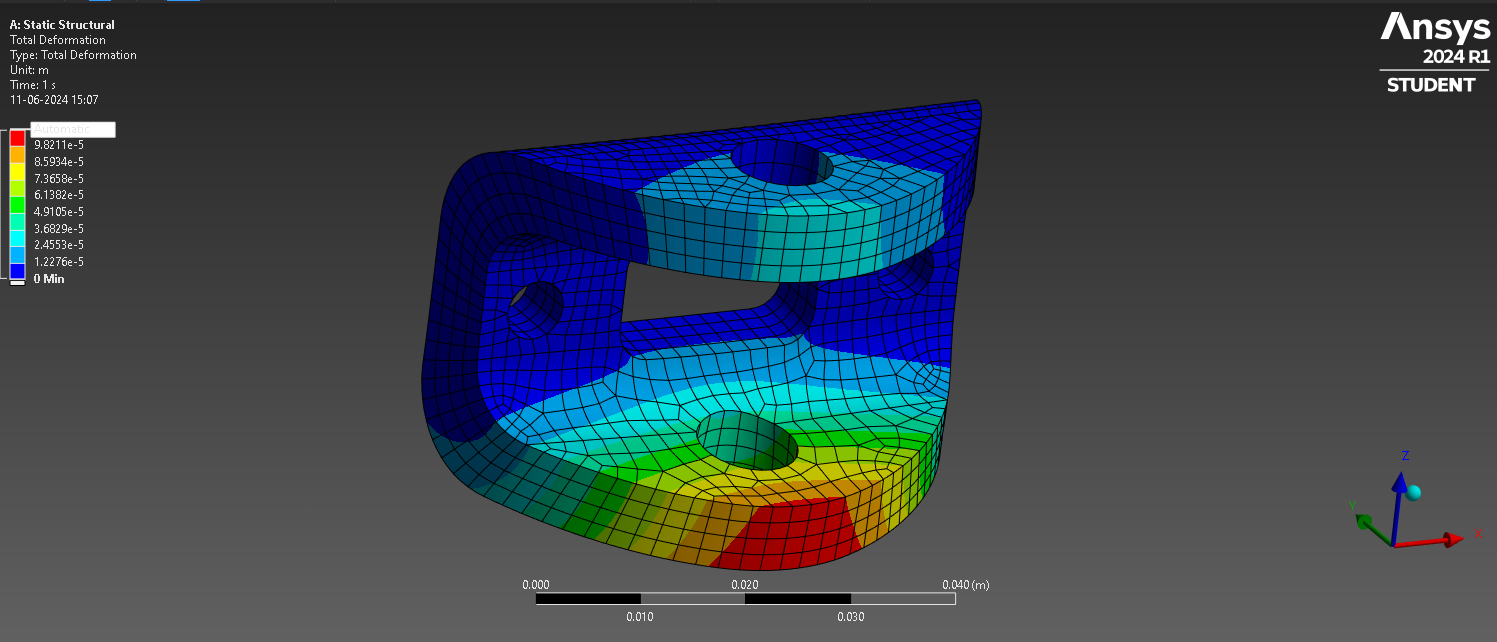 A: Static Structural
Total Deformation
Type: Total Deformation
Unit: m
Time: 1 s
11-06-2024 15:07
Automatic
9.8211e-5
8.5934e-5
7.3658e-5
6.1382e-5
4.9105e-5
3.6829e-5
2.4553e-5
1.2276e-5
0 Min
Ansys
2024 R1
STUDENT
Z
Y
X
0.000 0.020 0.040 (m)
0.010 0.030